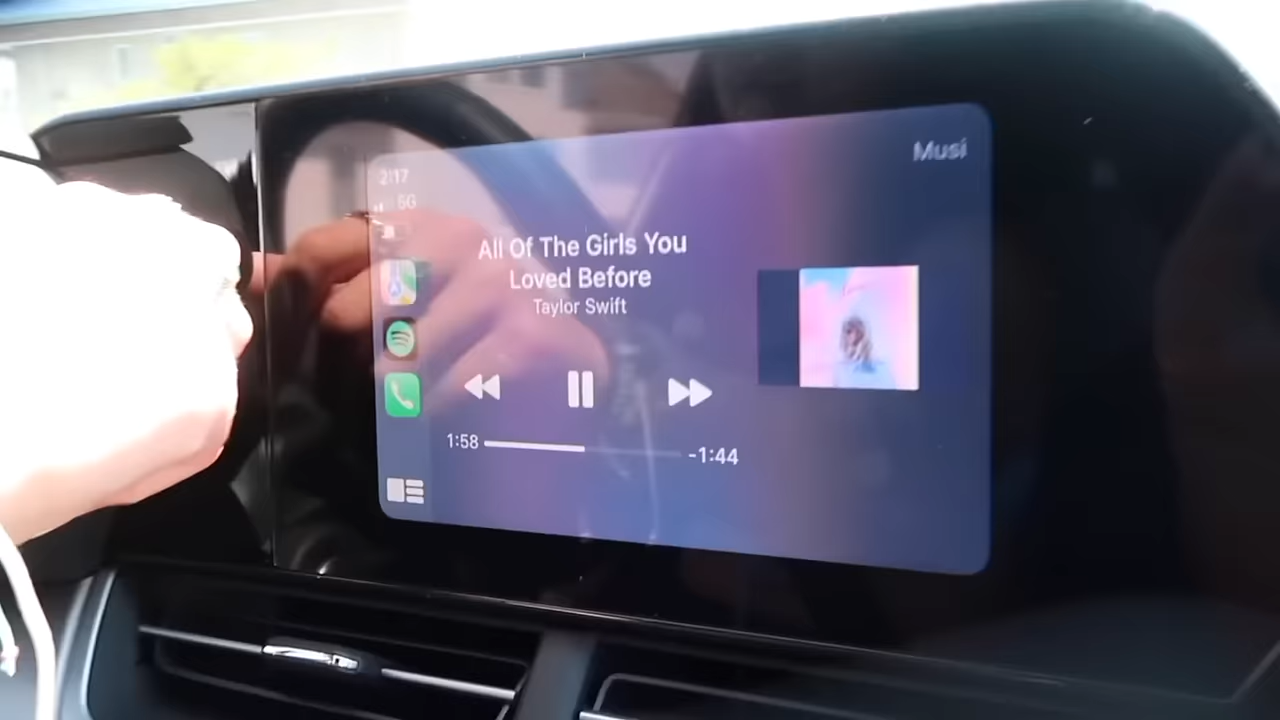 2:17
5G
Musi
All Of The Girls You
Loved Before
Taylor Swift
1:58
-1:44